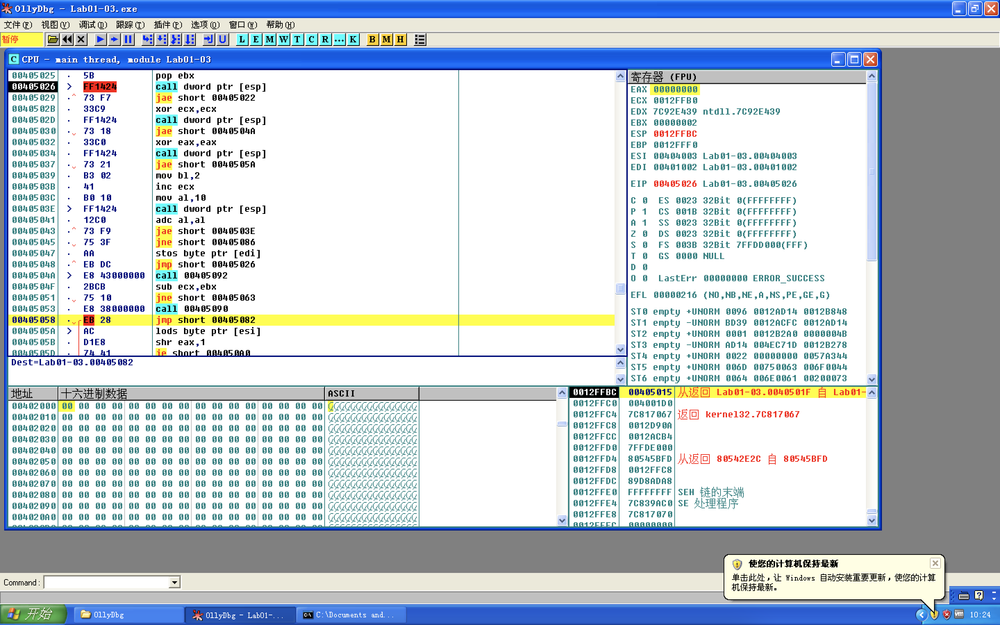 OllyDbg - Lab01-03.exe
文件(F) 视图(V) 调试(D) 跟踪(T) 插件(P) 选项(O) 窗口(W) 帮助(H)
暂停 L E M W T C R ... K B M H
C CPU - main thread, module Lab01-03
00405025 . 5B pop ebx
00405026 > FF1424 call dword ptr [esp]
00405029 .^ 73 F7 jae short 00405022
0040502B . 33C9 xor ecx,ecx
0040502D . FF1424 call dword ptr [esp]
00405030 .v 73 18 jae short 0040504A
00405032 . 33C0 xor eax,eax
00405034 . FF1424 call dword ptr [esp]
00405037 .v 73 21 jae short 0040505A
00405039 . B3 02 mov bl,2
0040503B . 41 inc ecx
0040503C . B0 10 mov al,10
0040503E > FF1424 call dword ptr [esp]
00405041 . 12C0 adc al,al
00405043 .^ 73 F9 jae short 0040503E
00405045 .v 75 3F jne short 00405086
00405047 . AA stos byte ptr [edi]
00405048 .^ EB DC jmp short 00405026
0040504A > E8 43000000 call 00405092
0040504F . 2BCB sub ecx,ebx
00405051 .v 75 10 jne short 00405063
00405053 . E8 38000000 call 00405090
00405058 .v EB 28 jmp short 00405082
0040505A > AC lods byte ptr [esi]
0040505B . D1E8 shr eax,1
0040505D . 74 41 je short 004050A0
Dest=Lab01-03.00405082
寄存器 (FPU)
EAX 00000000
ECX 0012FFB0
EDX 7C92E439 ntdll.7C92E439
EBX 00000002
ESP 0012FFBC
EBP 0012FFF0
ESI 00404003 Lab01-03.00404003
EDI 00401002 Lab01-03.00401002
EIP 00405026 Lab01-03.00405026
C 0 ES 0023 32Bit 0(FFFFFFFF)
P 1 CS 001B 32Bit 0(FFFFFFFF)
A 1 SS 0023 32Bit 0(FFFFFFFF)
Z 0 DS 0023 32Bit 0(FFFFFFFF)
S 0 FS 003B 32Bit 7FFDD000(FFF)
T 0 GS 0000 NULL
D 0
O 0 LastErr 00000000 ERROR_SUCCESS
EFL 00000216 (NO,NB,NE,A,NS,PE,GE,G)
ST0 empty +UNORM 0096 0012AD14 0012B848
ST1 empty -UNORM BD39 0012ACFC 0012AD14
ST2 empty +UNORM 0001 0012B2A0 0000004B
ST3 empty -UNORM AD14 004EC71D 0012B278
ST4 empty +UNORM 0022 00000000 0057A344
ST5 empty +UNORM 006D 00750063 006F0044
ST6 empty +UNORM 0064 006E0061 00200073
地址 十六进制数据 ASCII
00402000 00 00 00 00 00 00 00 00 00 00 00 00 00 00 00 00
00402010 00 00 00 00 00 00 00 00 00 00 00 00 00 00 00 00
00402020 00 00 00 00 00 00 00 00 00 00 00 00 00 00 00 00
00402030 00 00 00 00 00 00 00 00 00 00 00 00 00 00 00 00
00402040 00 00 00 00 00 00 00 00 00 00 00 00 00 00 00 00
00402050 00 00 00 00 00 00 00 00 00 00 00 00 00 00 00 00
00402060 00 00 00 00 00 00 00 00 00 00 00 00 00 00 00 00
00402070 00 00 00 00 00 00 00 00 00 00 00 00 00 00 00 00
00402080 00 00 00 00 00 00 00 00 00 00 00 00 00 00 00 00
00402090 00 00 00 00 00 00 00 00 00 00 00 00 00 00 00 00
004020A0 00 00 00 00 00 00 00 00 00 00 00 00 00 00 00 00
0012FFBC 00405015 从返回 Lab01-03.0040501F 自 Lab01-
0012FFC0 004001D0
0012FFC4 7C817067 返回 kernel32.7C817067
0012FFC8 0012D90A
0012FFCC 0012ACB4
0012FFD0 7FFDE000
0012FFD4 80545BFD 从返回 80542E2C 自 80545BFD
0012FFD8 0012FFC8
0012FFDC 89D8ADA8
0012FFE0 FFFFFFFF SEH 链的末端
0012FFE4 7C839AC0 SE 处理程序
0012FFE8 7C817070
0012FFEC 00000000
使您的计算机保持最新
单击此处，让 Windows 自动安装重要更新，使您的计算
机保持最新。
Command :
开始 OllyDbg OllyDbg - Lab01-... C:\Documents and... 10:24